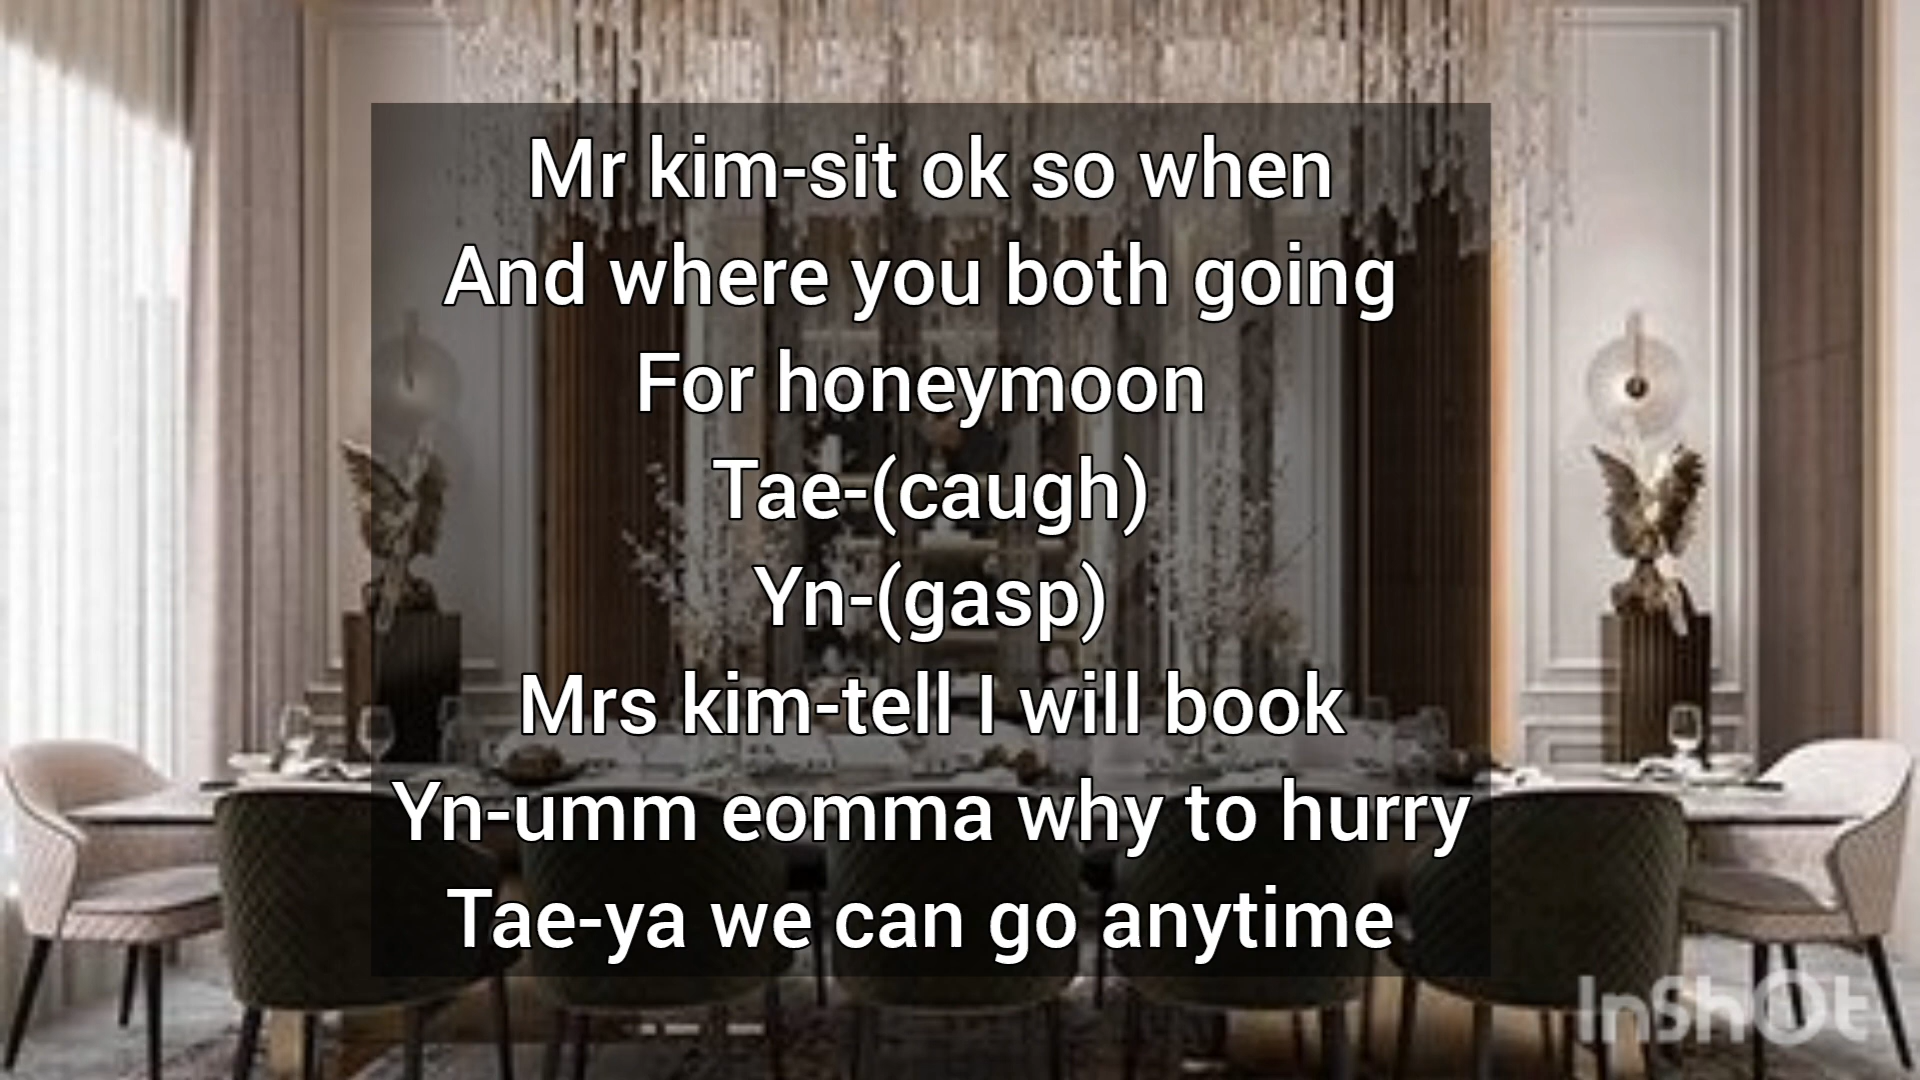 Mr kim-sit ok so when
And where you both going
For honeymoon
Tae-(caugh)
Yn-(gasp)
Mrs kim-tell I will book
Yn-umm eomma why to hurry
Tae-ya we can go anytime
InShOt